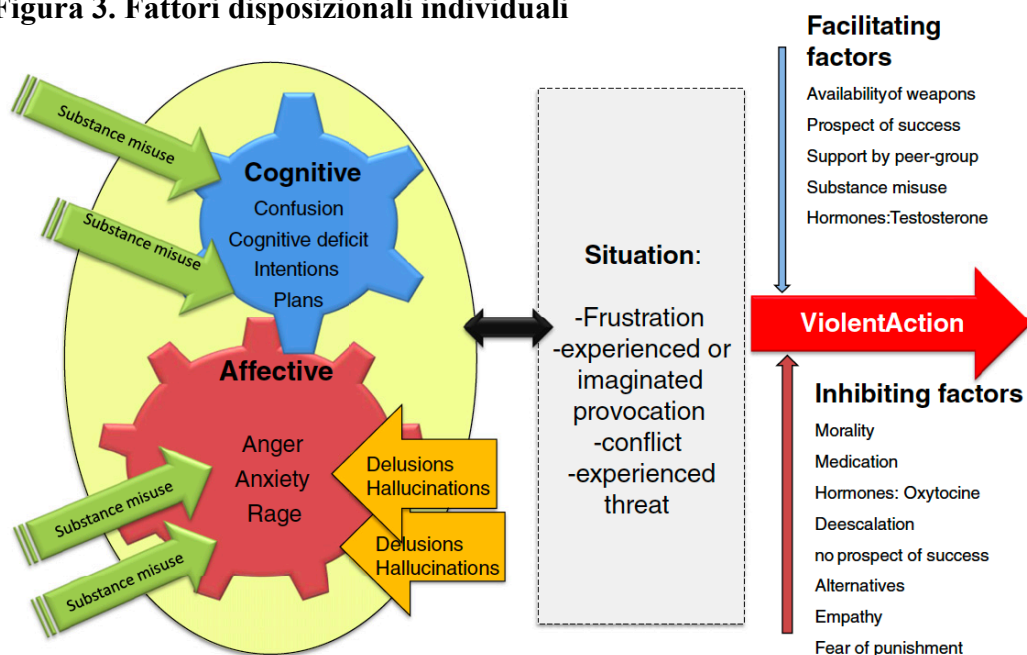 Figura 3. Fattori disposizionali individuali
Substance misuse
Substance misuse
Cognitive
Confusion
Cognitive deficit
Intentions
Plans
Affective
Anger
Anxiety
Rage
Substance misuse
Substance misuse
Delusions
Hallucinations
Delusions
Hallucinations
Situation:
-Frustration
-experienced or
imaginated
provocation
-conflict
-experienced
threat
Facilitating
factors
Availabilityof weapons
Prospect of success
Support by peer-group
Substance misuse
Hormones:Testosterone
ViolentAction
Inhibiting factors
Morality
Medication
Hormones: Oxytocine
Deescalation
no prospect of success
Alternatives
Empathy
Fear of punishment